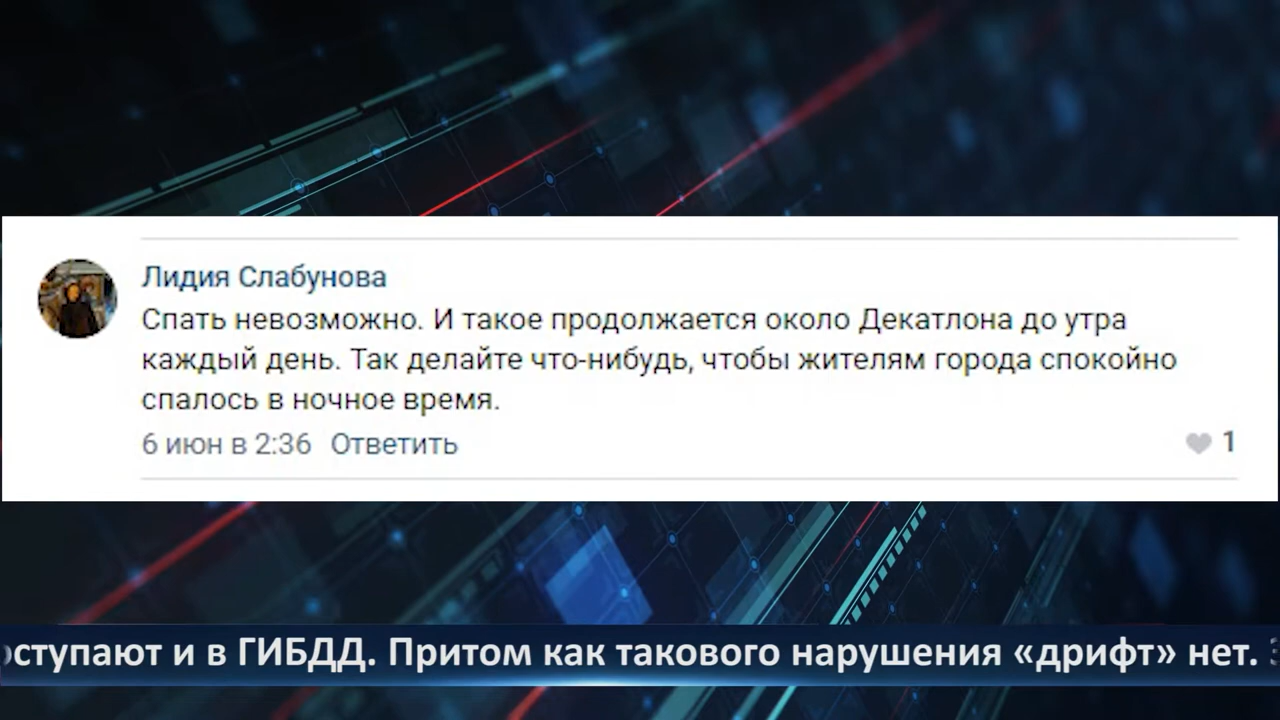 Лидия Слабунова
Спать невозможно. И такое продолжается около Декатлона до утра
каждый день. Так делайте что-нибудь, чтобы жителям города спокойно
спалось в ночное время.
6 июн в 2:36 Ответить
1
и в ГИБДД. Притом как такового нарушения «дрифт» нет.